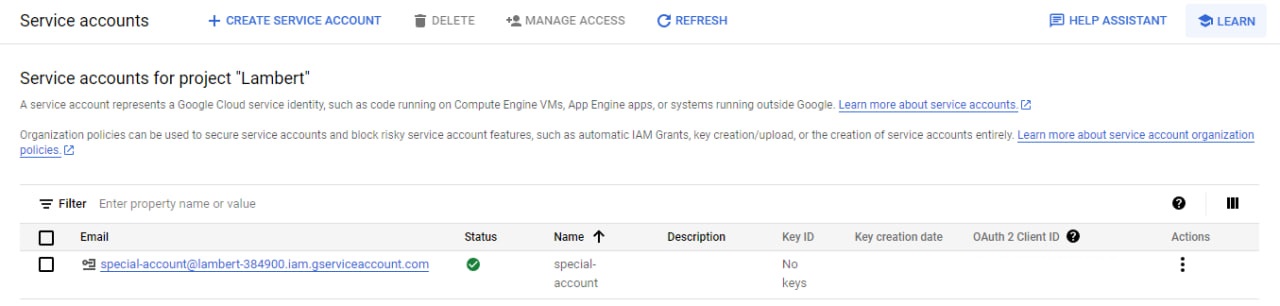 Service accounts
+ CREATE SERVICE ACCOUNT
DELETE
MANAGE ACCESS
REFRESH
HELP ASSISTANT
LEARN
Service accounts for project "Lambert"
A service account represents a Google Cloud service identity, such as code running on Compute Engine VMs, App Engine apps, or systems running outside Google. Learn more about service accounts.
Organization policies can be used to secure service accounts and block risky service account features, such as automatic IAM Grants, key creation/upload, or the creation of service accounts entirely. Learn more about service account organization
policies.
Filter Enter property name or value
Email Status Name Description Key ID Key creation date OAuth 2 Client ID Actions
special-account@lambert-384900.iam.gserviceaccount.com special- No
account keys